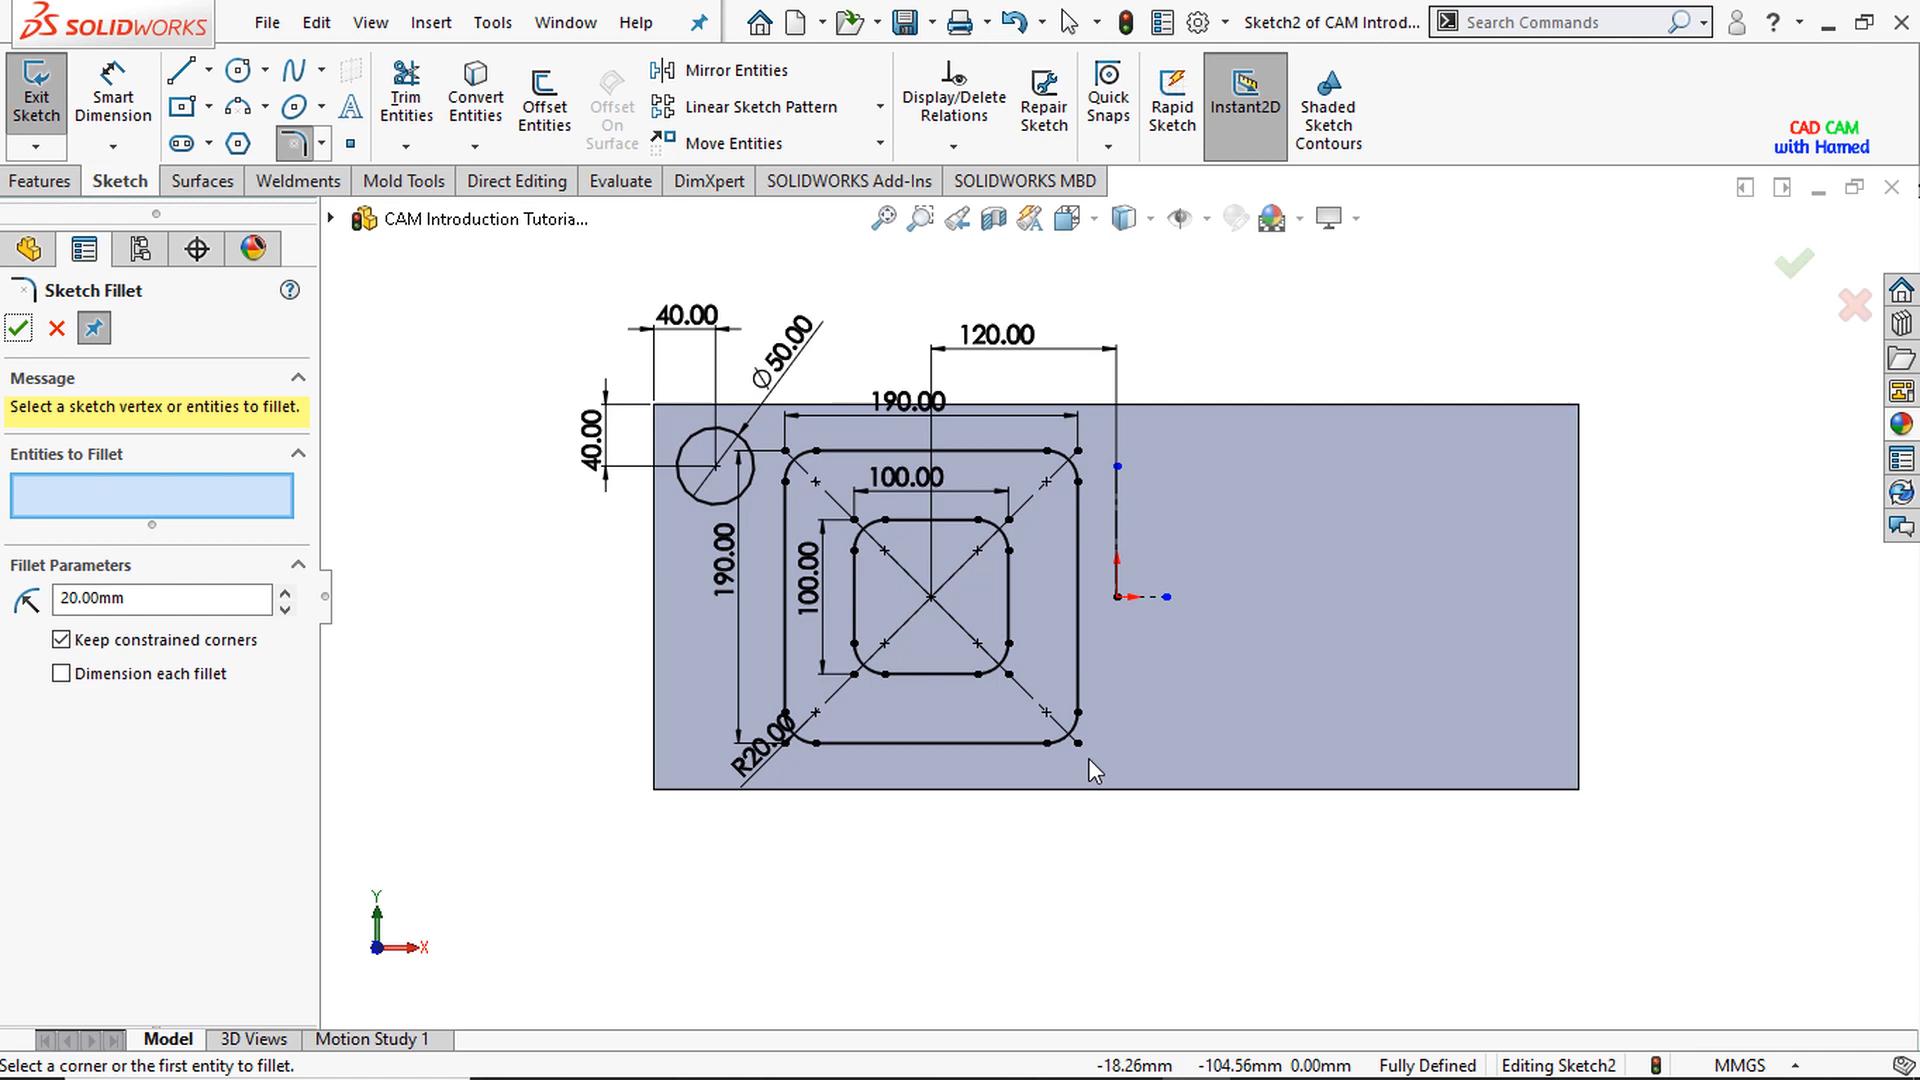 SOLIDWORKS
File Edit View Insert Tools Window Help
Sketch2 of CAM Introd...
Search Commands
Exit Sketch
Smart Dimension
Trim Entities
Convert Entities
Offset Entities
Offset On Surface
Mirror Entities
Linear Sketch Pattern
Move Entities
Display/Delete Relations
Repair Sketch
Quick Snaps
Rapid Sketch
Instant2D
Shaded Sketch Contours
CAD CAM
with Hamed
Features Sketch Surfaces Weldments Mold Tools Direct Editing Evaluate DimXpert SOLIDWORKS Add-Ins SOLIDWORKS MBD
CAM Introduction Tutoria...
Sketch Fillet
Message
Select a sketch vertex or entities to fillet.
Entities to Fillet
Fillet Parameters
20.00mm
Keep constrained corners
Dimension each fillet
40.00
Ø50.00
120.00
190.00
40.00
100.00
190.00
100.00
R20.00
Y
X
Model 3D Views Motion Study 1
Select a corner or the first entity to fillet.
-18.26mm -104.56mm 0.00mm Fully Defined Editing Sketch2 MMGS